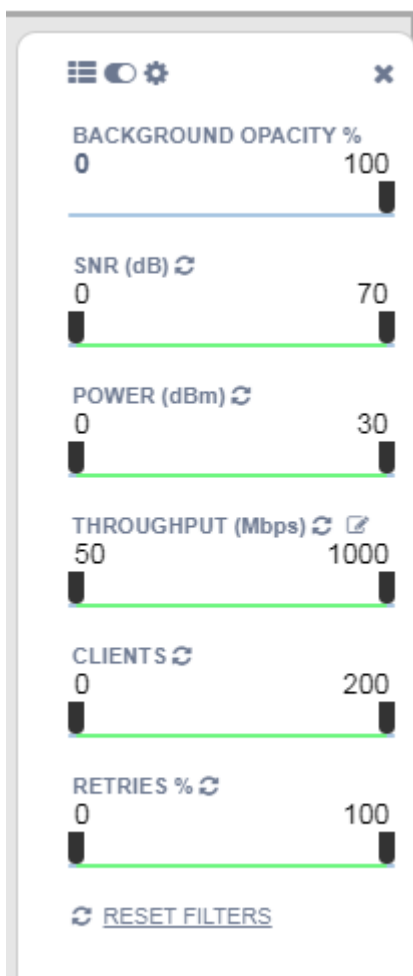 BACKGROUND OPACITY %
0 100
SNR (dB)
0 70
POWER (dBm)
0 30
THROUGHPUT (Mbps)
50 1000
CLIENTS
0 200
RETRIES %
0 100
RESET FILTERS